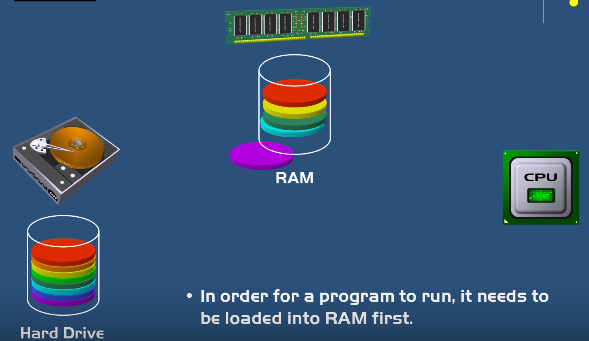 RAM
CPU
Hard Drive
• In order for a program to run, it needs to
be loaded into RAM first.